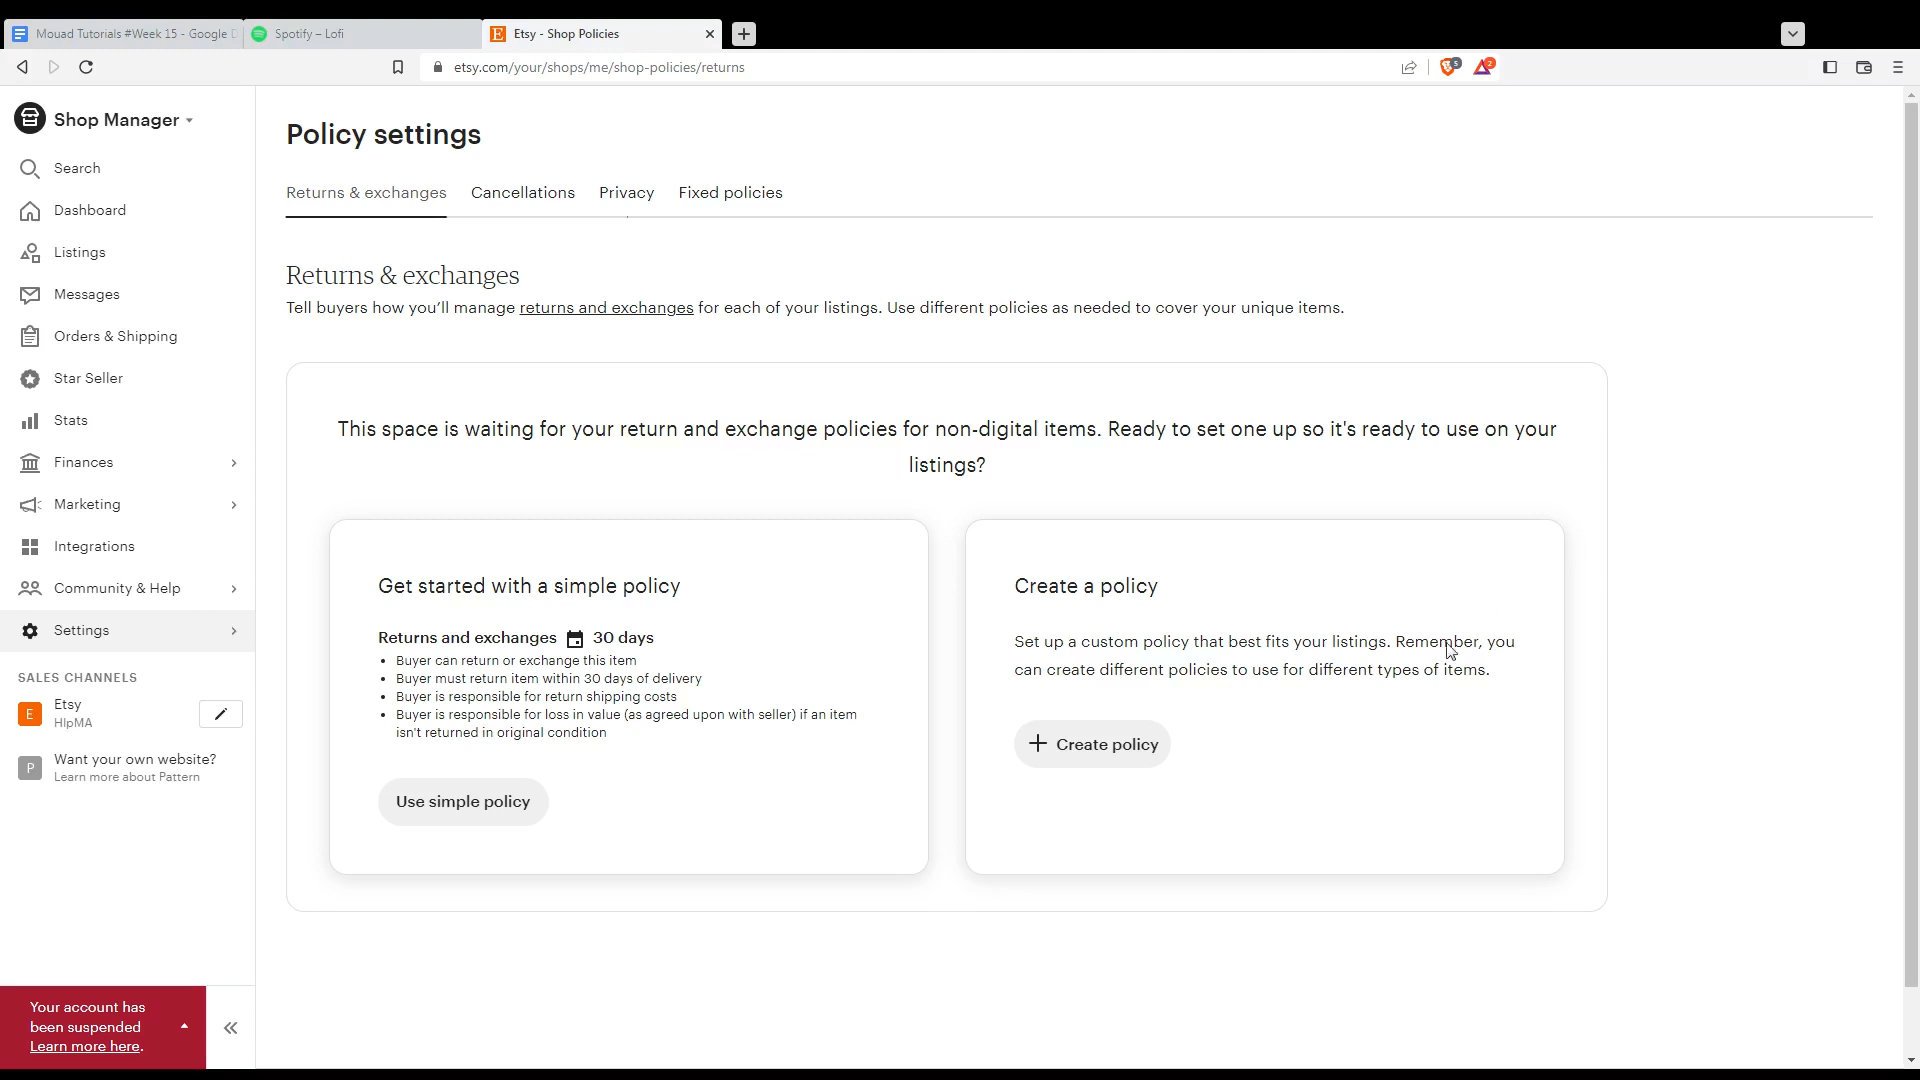 Mouad Tutorials #Week 15 - Google D
Spotify – Lofi
Etsy - Shop Policies
etsy.com/your/shops/me/shop-policies/returns
5
2
Shop Manager
Search
Dashboard
Listings
Messages
Orders & Shipping
Star Seller
Stats
Finances
Marketing
Integrations
Community & Help
Settings
SALES CHANNELS
E
Etsy
HlpMA
P
Want your own website?
Learn more about Pattern
Your account has
been suspended
Learn more here.
Policy settings
Returns & exchanges
Cancellations
Privacy
Fixed policies
Returns & exchanges
Tell buyers how you’ll manage returns and exchanges for each of your listings. Use different policies as needed to cover your unique items.
This space is waiting for your return and exchange policies for non-digital items. Ready to set one up so it's ready to use on your
listings?
Get started with a simple policy
Returns and exchanges 30 days
• Buyer can return or exchange this item
• Buyer must return item within 30 days of delivery
• Buyer is responsible for return shipping costs
• Buyer is responsible for loss in value (as agreed upon with seller) if an item
isn't returned in original condition
Use simple policy
Create a policy
Set up a custom policy that best fits your listings. Remember, you
can create different policies to use for different types of items.
+ Create policy